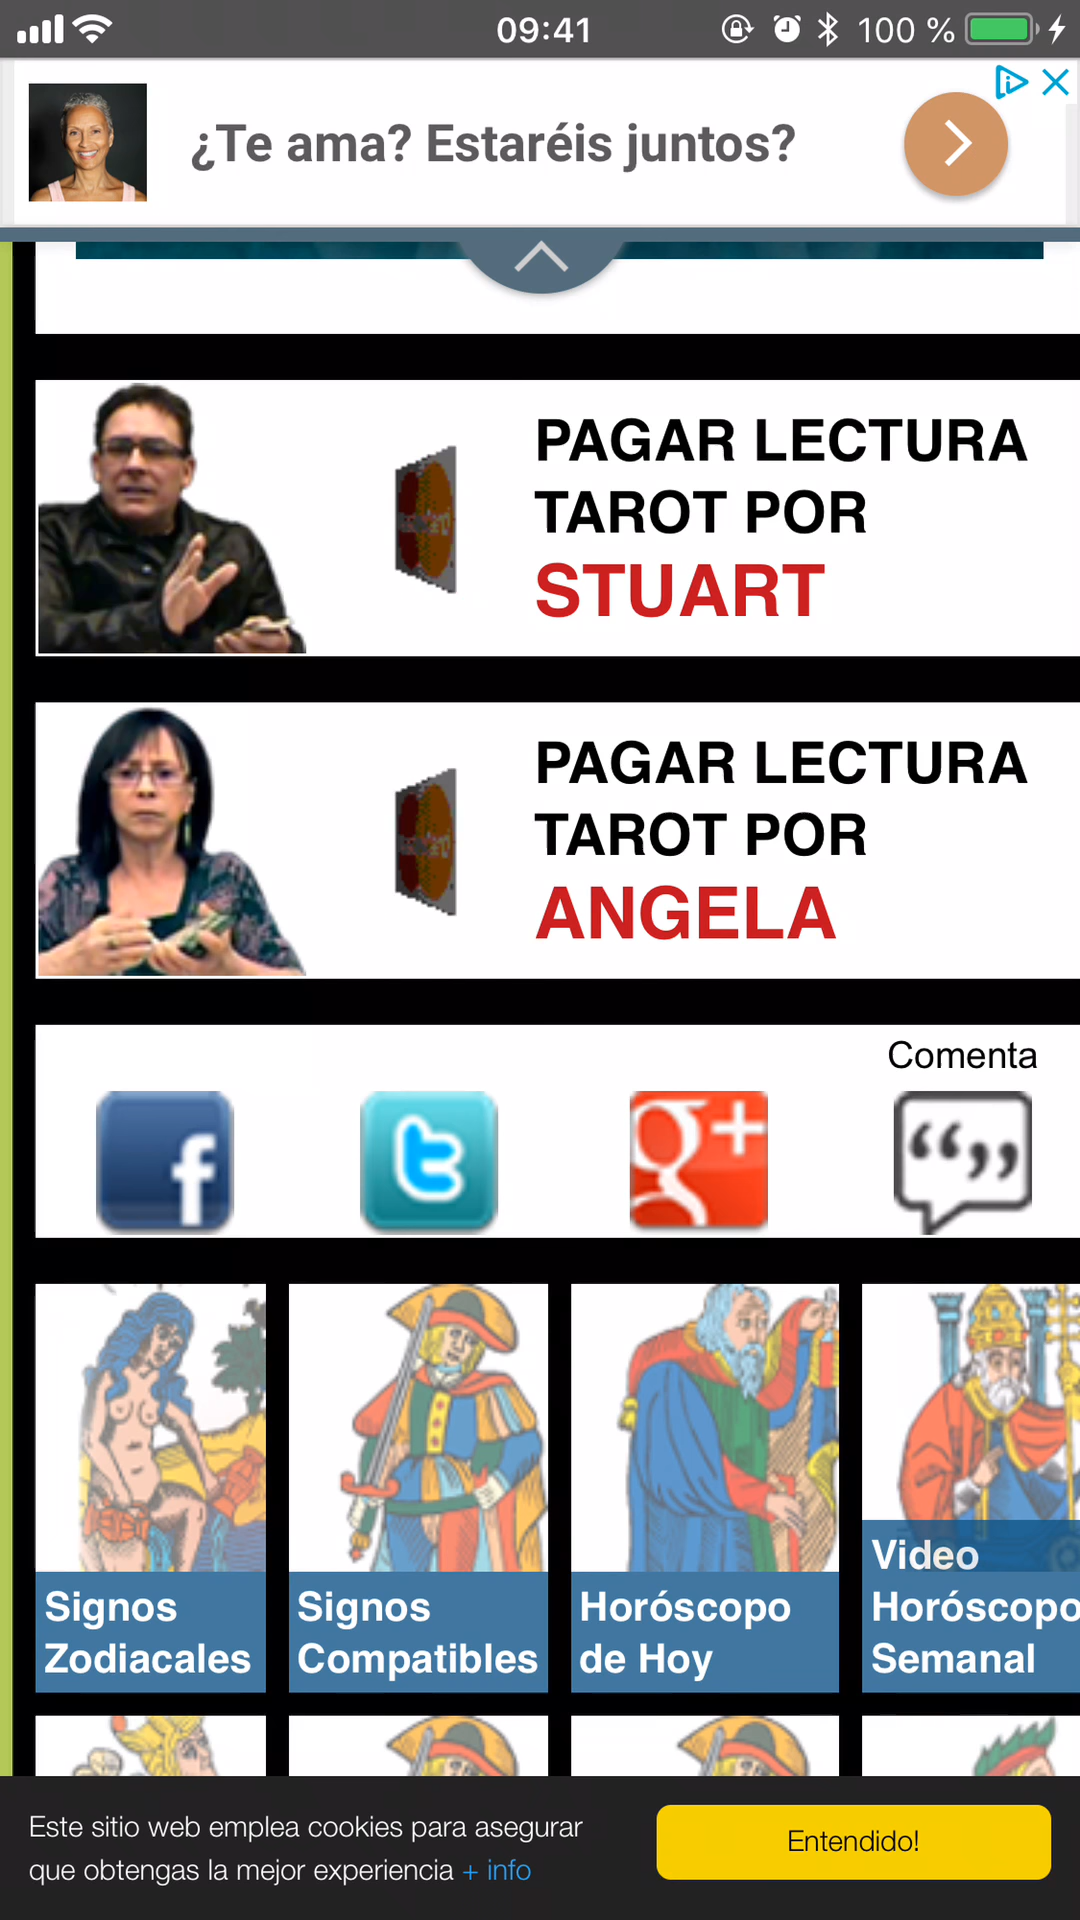 09:41
100 %
¿Te ama? Estaréis juntos?
PAGAR LECTURA
TAROT POR
STUART
PAGAR LECTURA
TAROT POR
ANGELA
Comenta
Signos
Zodiacales
Signos
Compatibles
Horóscopo
de Hoy
Video
Horóscopo
Semanal
Este sitio web emplea cookies para asegurar
que obtengas la mejor experiencia + info
Entendido!